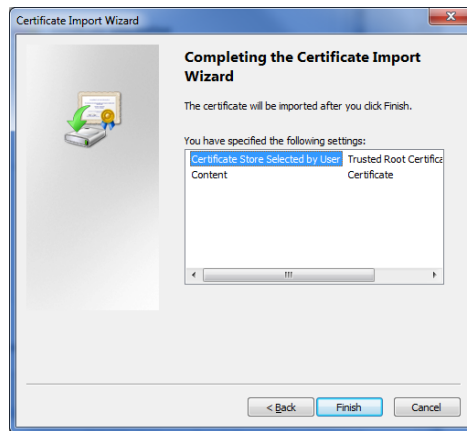 Certificate Import Wizard
Completing the Certificate Import
Wizard
The certificate will be imported after you click Finish.
You have specified the following settings:
Certificate Store Selected by User Trusted Root Certifica
Content Certificate
< Back Finish Cancel